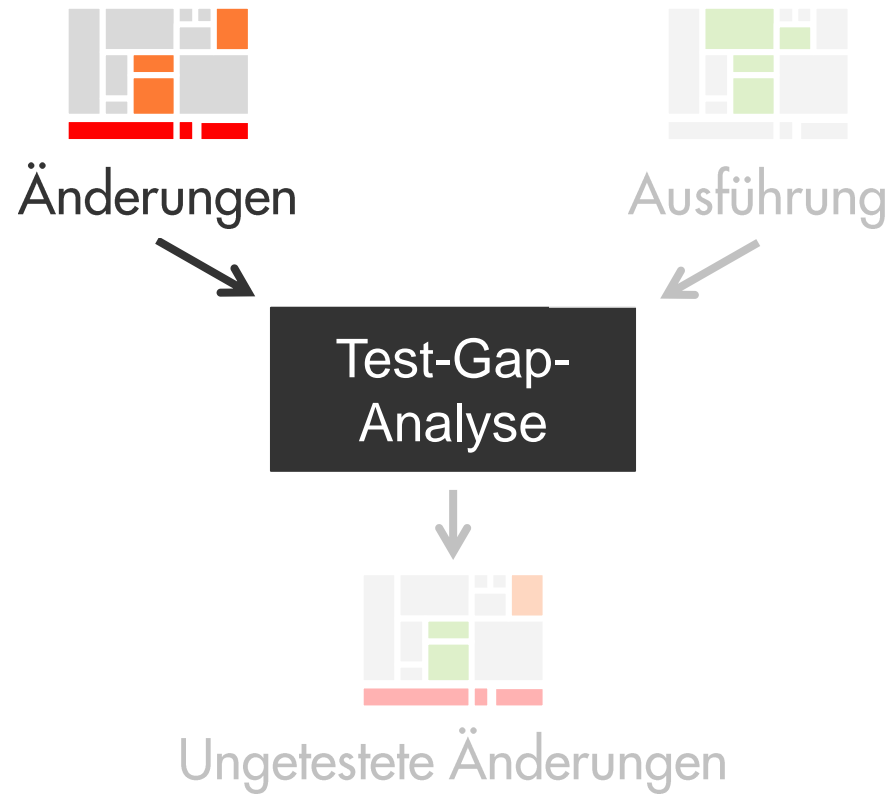 Änderungen
Ausführung
Test-Gap-
Analyse
Ungetestete Änderungen